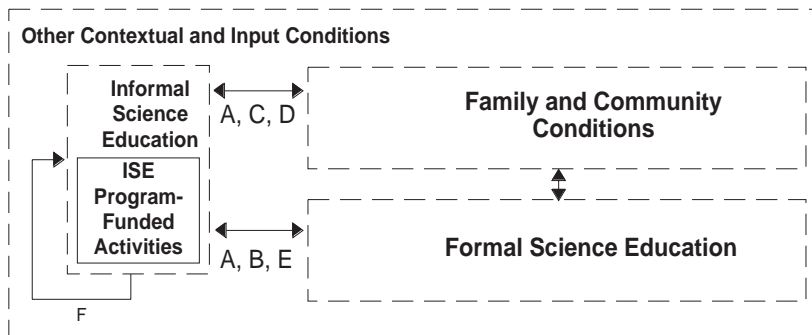 Other Contextual and Input Conditions
Informal
Science
Education
ISE
Program-
Funded
Activities
A, C, D
Family and Community
Conditions
A, B, E
Formal Science Education
F